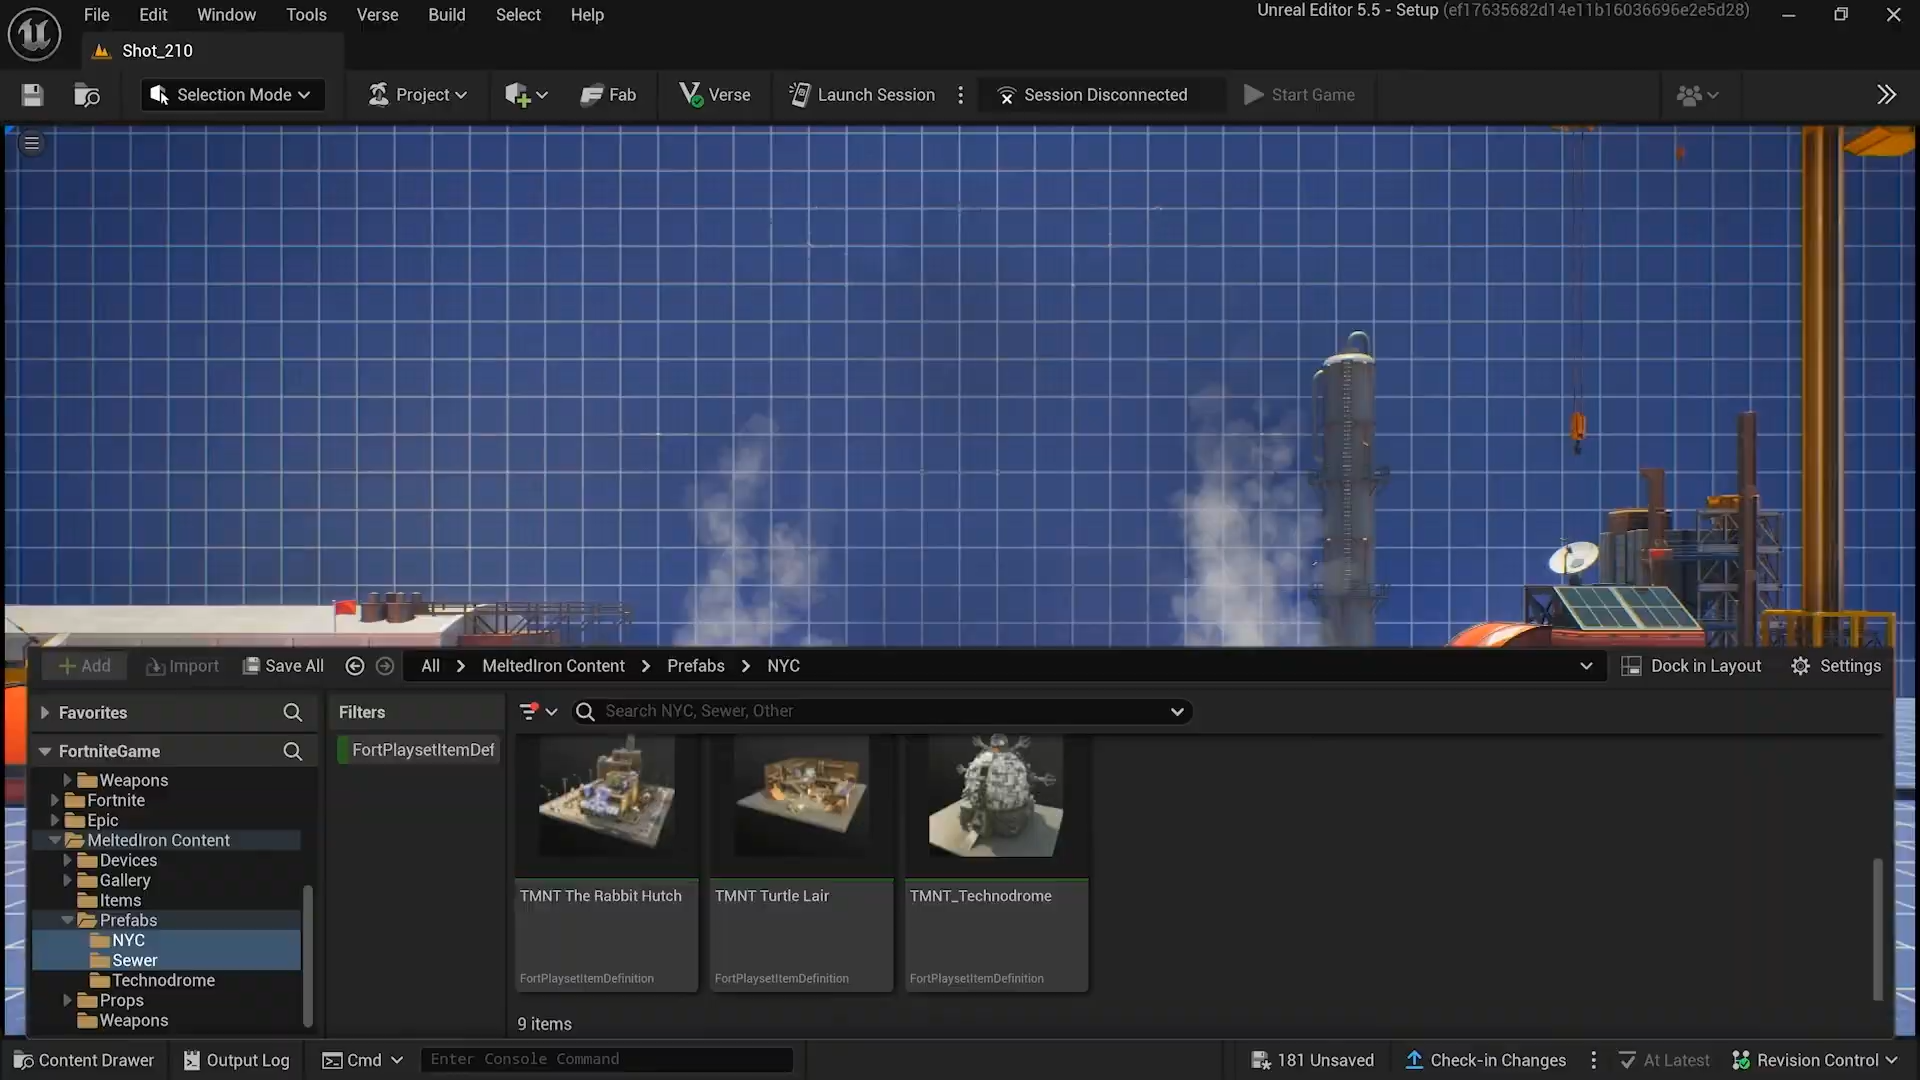 File Edit Window Tools Verse Build Select Help
Unreal Editor 5.5 - Setup (ef17635682d14e11b16036696e2e5d28)
Shot_210
Selection Mode Project Fab Verse Launch Session Session Disconnected Start Game
Add Import Save All All MeltedIron Content Prefabs NYC Dock in Layout Settings
Favorites
Filters
Search NYC, Sewer, Other
FortniteGame
FortPlaysetItemDef
Weapons
Fortnite
Epic
MeltedIron Content
Devices
Gallery
Items
Prefabs
NYC
Sewer
Technodrome
Props
Weapons
TMNT The Rabbit Hutch
FortPlaysetItemDefinition
TMNT Turtle Lair
FortPlaysetItemDefinition
TMNT_Technodrome
FortPlaysetItemDefinition
9 items
Content Drawer Output Log Cmd Enter Console Command 181 Unsaved Check-in Changes At Latest Revision Control